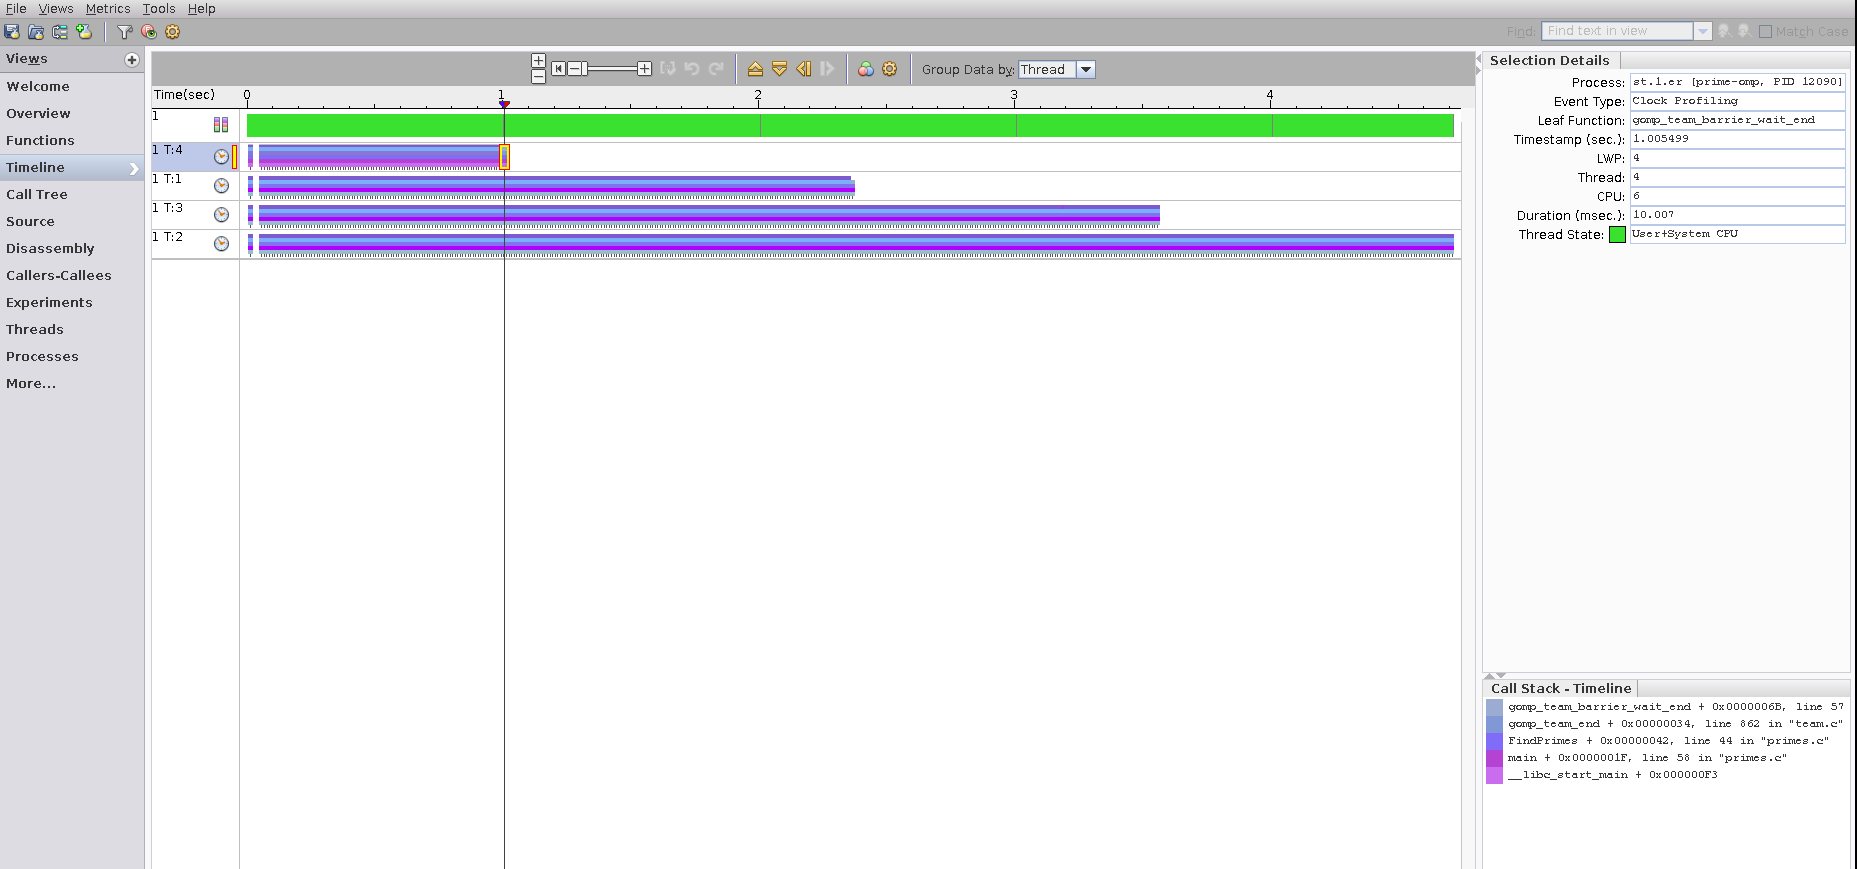 File Views Metrics Tools Help
Find: Find text in view Match Case
Views
Welcome
Overview
Functions
Timeline
Call Tree
Source
Disassembly
Callers-Callees
Experiments
Threads
Processes
More...
Group Data by: Thread
Time(sec) 0 1 2 3 4
1
1 T:4
1 T:1
1 T:3
1 T:2
Selection Details
Process: st.1.er [prime-omp, PID 12090]
Event Type: Clock Profiling
Leaf Function: gomp_team_barrier_wait_end
Timestamp (sec.): 1.005499
LWP: 4
Thread: 4
CPU: 6
Duration (msec.): 10.007
Thread State: User+System CPU
Call Stack - Timeline
gomp_team_barrier_wait_end + 0x0000006B, line 57
gomp_team_end + 0x00000034, line 862 in "team.c"
FindPrimes + 0x00000042, line 44 in "primes.c"
main + 0x0000001F, line 58 in "primes.c"
__libc_start_main + 0x000000F3